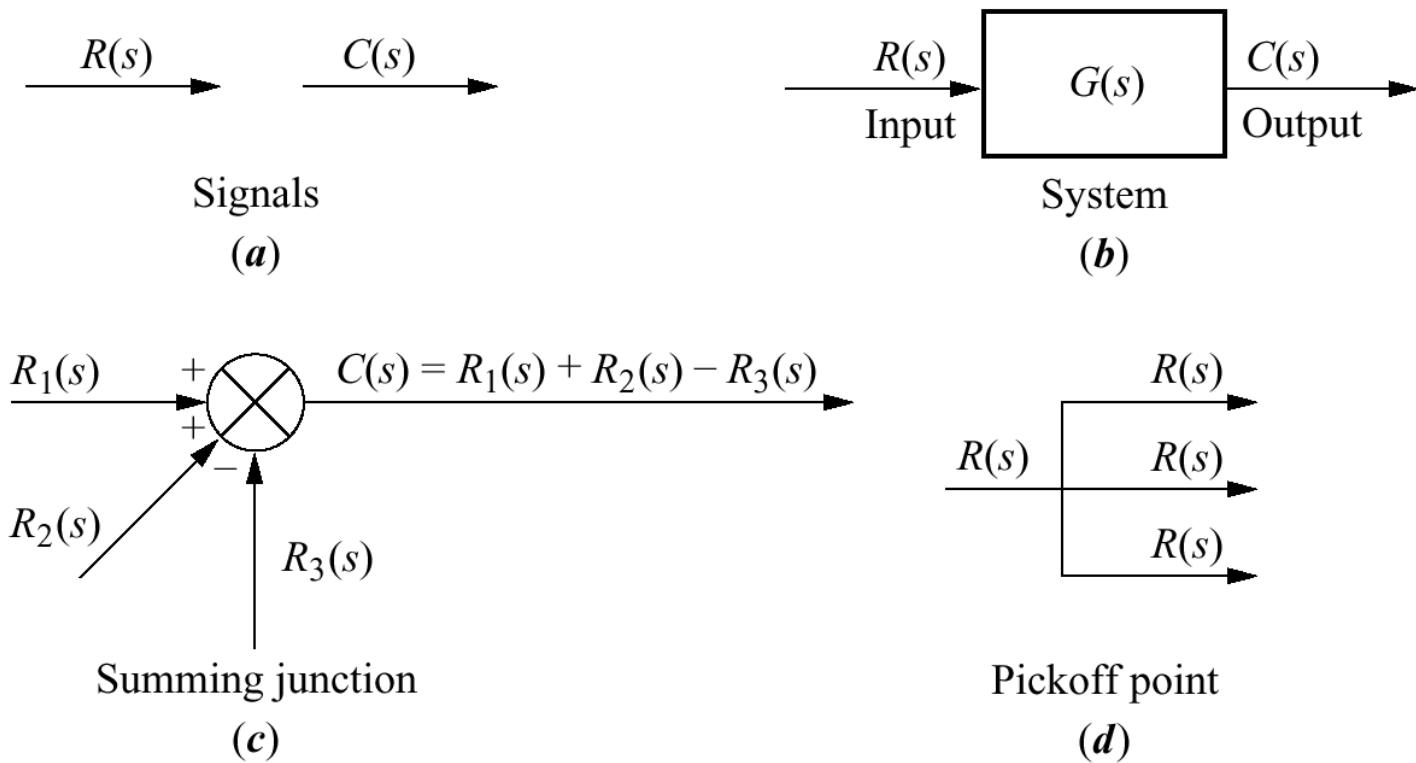 R(s)
C(s)
Signals
(a)
R(s)
G(s)
C(s)
Input
Output
System
(b)
R₁(s)
+
+
−
C(s) = R₁(s) + R₂(s) − R₃(s)
R₂(s)
R₃(s)
Summing junction
(c)
R(s)
R(s)
R(s)
R(s)
Pickoff point
(d)